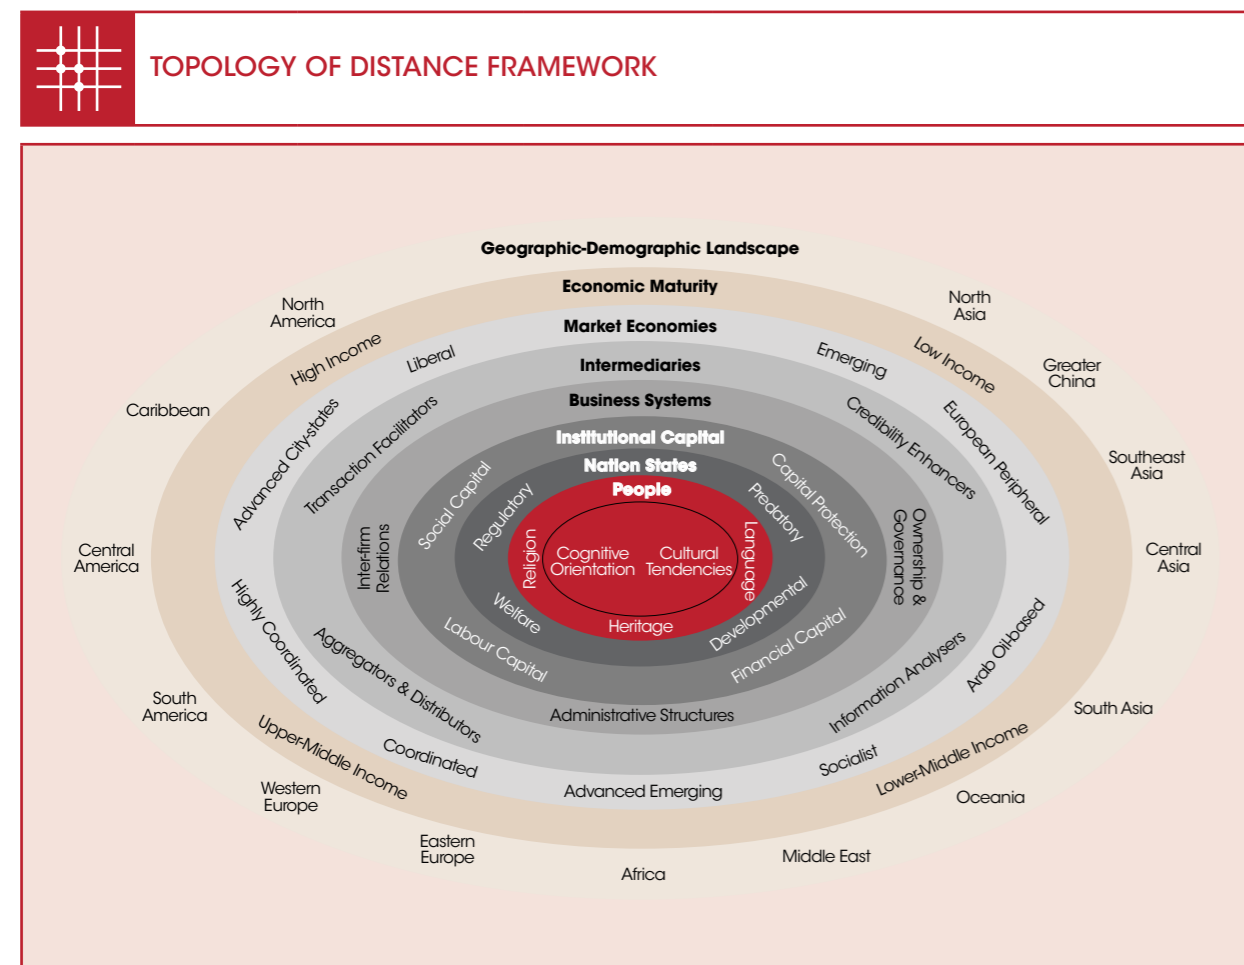 TOPOLOGY OF DISTANCE FRAMEWORK
Geographic-Demographic Landscape
North
America
Caribbean
Central
America
South
America
Western
Europe
Eastern
Europe
Africa
Middle East
Oceania
South Asia
Central
Asia
Southeast
Asia
Greater
China
North
Asia
Economic Maturity
High Income
Upper-Middle Income
Lower-Middle Income
Low Income
Market Economies
Liberal
Advanced City-states
Highly Coordinated
Coordinated
Advanced Emerging
Socialist
Arab Oil-based
European Peripheral
Emerging
Intermediaries
Transaction Facilitators
Aggregators & Distributors
Information Analysers
Credibility Enhancers
Business Systems
Inter-firm
Relations
Administrative Structures
Ownership &
Governance
Institutional Capital
Social Capital
Labour Capital
Financial Capital
Capital Protection
Nation States
Regulatory
Welfare
Developmental
Predatory
People
Religion
Heritage
Language
Cognitive
Orientation
Cultural
Tendencies